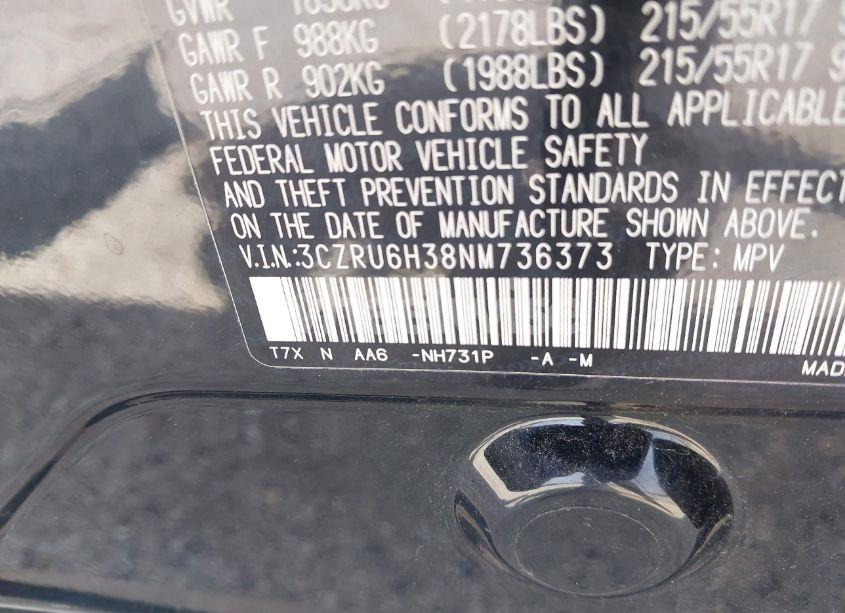 GVWR
GAWR F 988KG (2178LBS) 215/55R17
GAWR R 902KG (1988LBS) 215/55R17
THIS VEHICLE CONFORMS TO ALL APPLICABLE
FEDERAL MOTOR VEHICLE SAFETY
AND THEFT PREVENTION STANDARDS IN EFFECT
ON THE DATE OF MANUFACTURE SHOWN ABOVE.
V.I.N.:3CZRU6H38NM736373 TYPE: MPV
T7X N AA6 -NH731P -A -M MAD